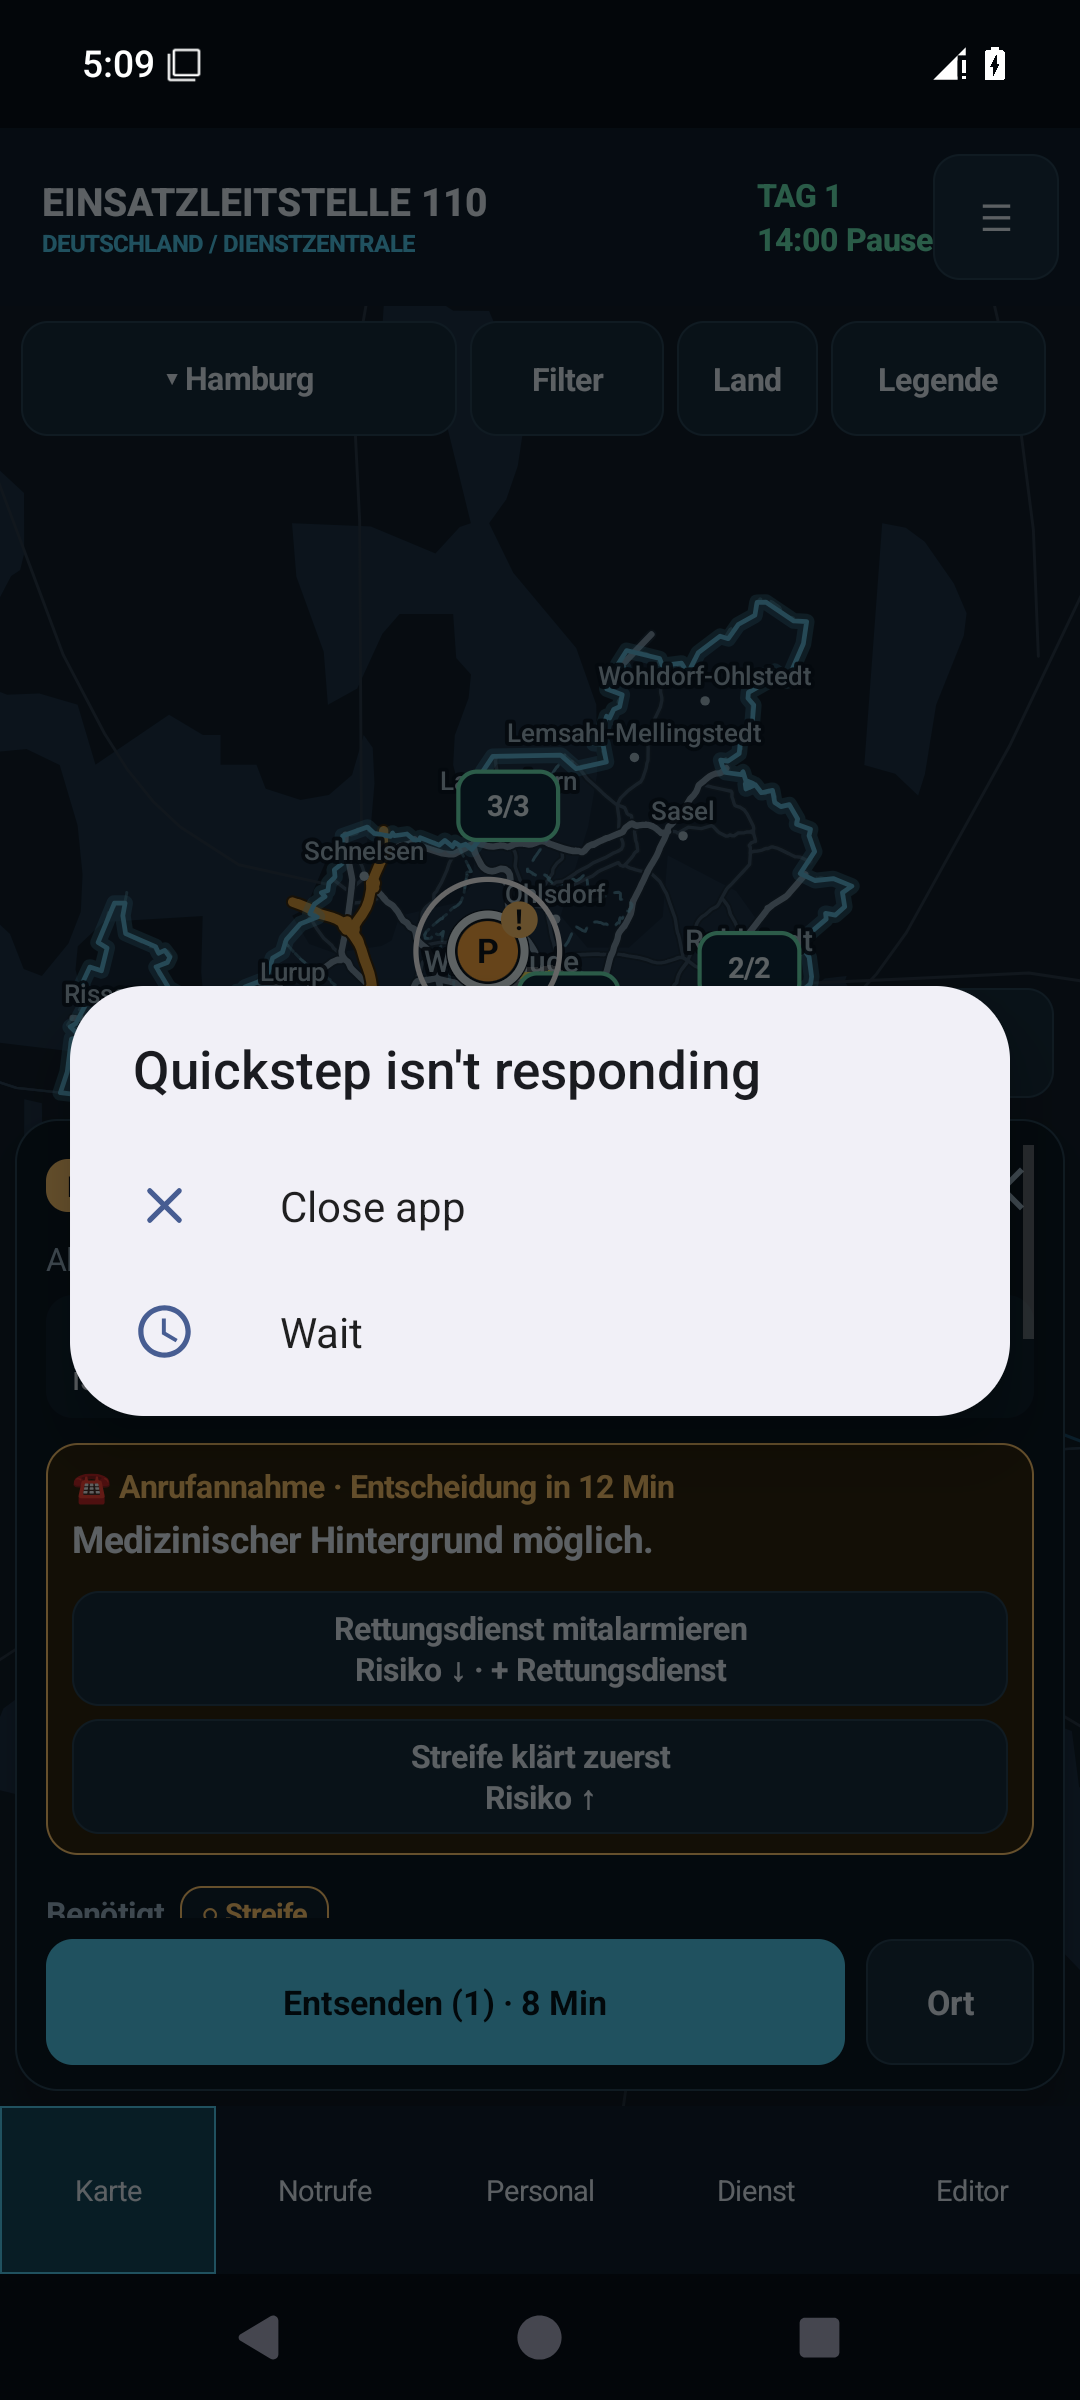 5:09
EINSATZLEITSTELLE 110
DEUTSCHLAND / DIENSTZENTRALE
TAG 1
14:00 Pause
▾ Hamburg
Filter
Land
Legende
Wohldorf-Ohlstedt
Lemsahl-Mellingstedt
3/3
Sasel
Schnelsen
Ohlsdorf
!
P
2/2
Lurup
Quickstep isn't responding
Close app
Wait
☎ Anrufannahme · Entscheidung in 12 Min
Medizinischer Hintergrund möglich.
Rettungsdienst mitalarmieren
Risiko ↓ · + Rettungsdienst
Streife klärt zuerst
Risiko ↑
Benötigt ○ Streife
Entsenden (1) · 8 Min
Ort
Karte
Notrufe
Personal
Dienst
Editor